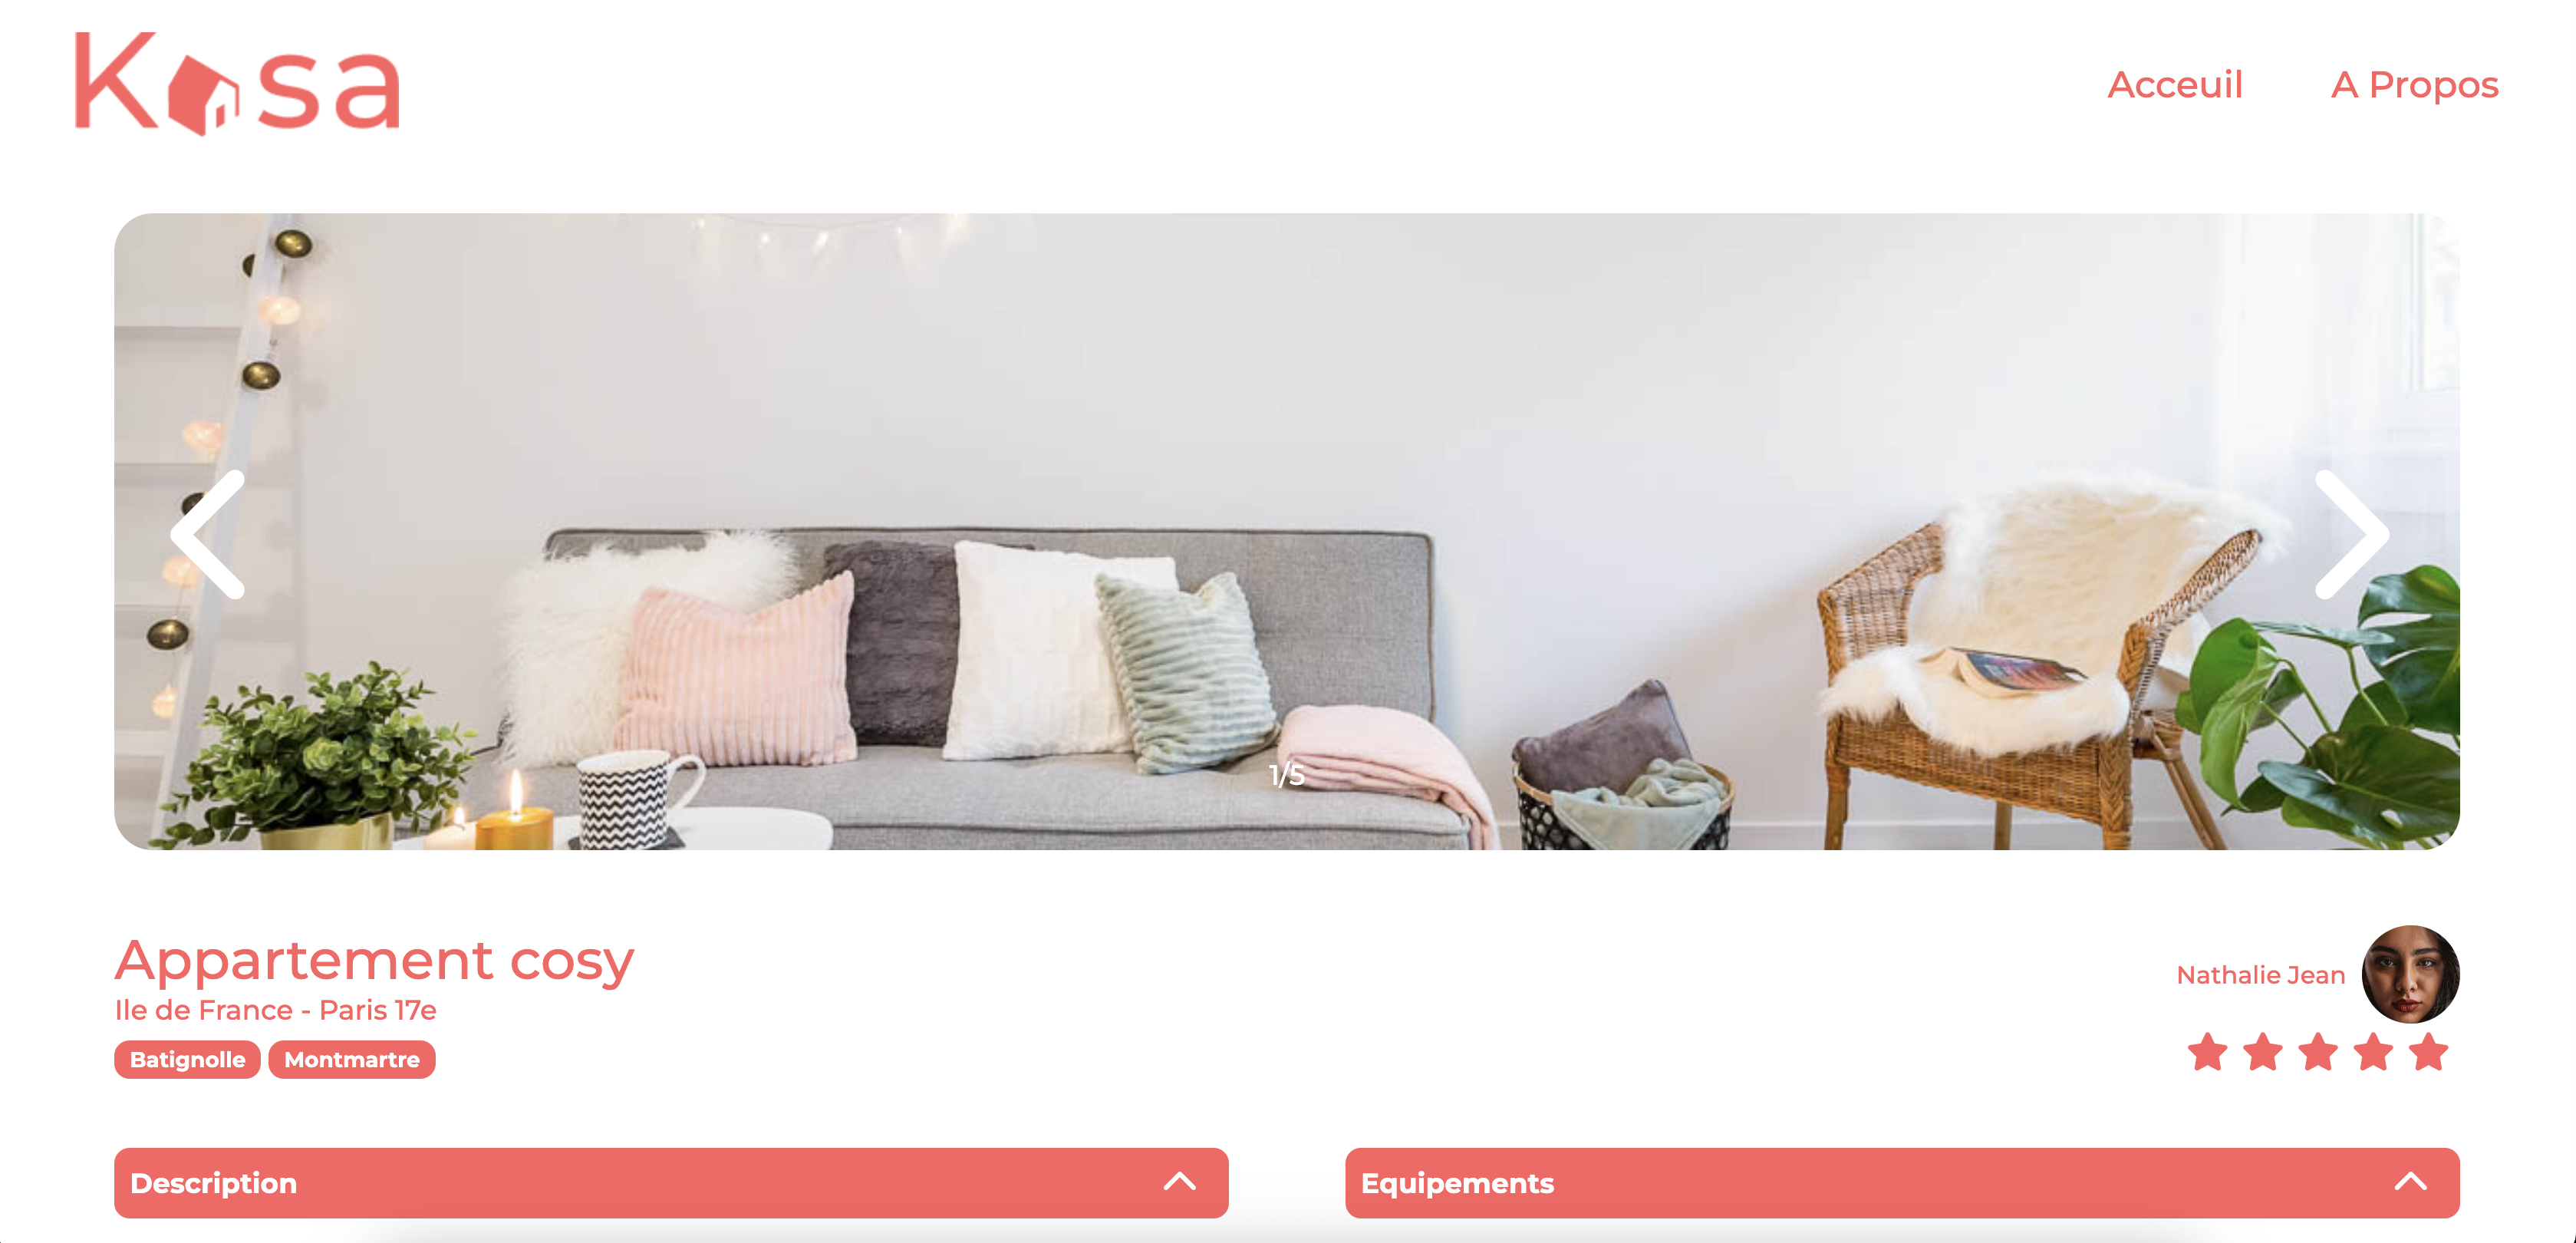 Kasa
Acceuil
A Propos
1/5
Appartement cosy
Ile de France - Paris 17e
Batignolle
Montmartre
Nathalie Jean
Description
Equipements